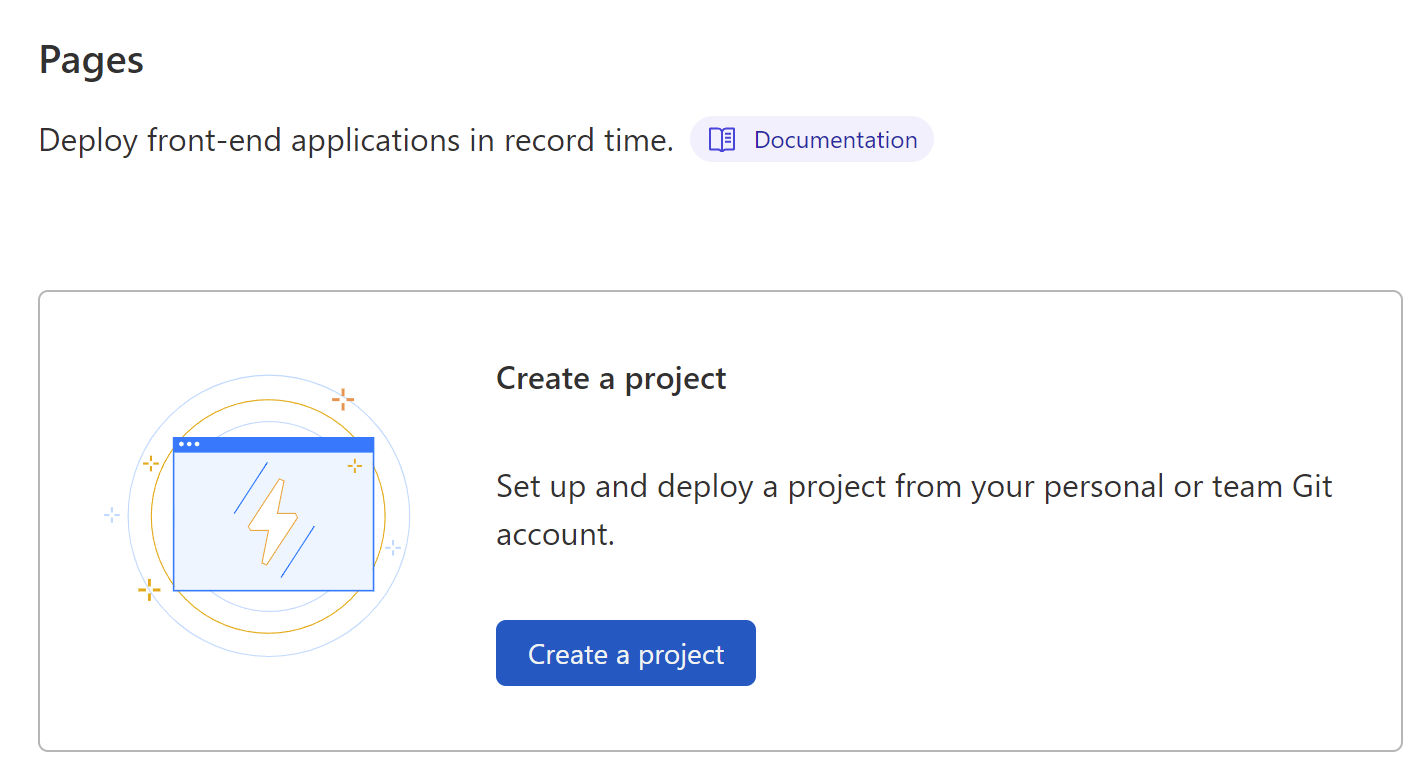 Pages
Deploy front-end applications in record time.
Documentation
Create a project
Set up and deploy a project from your personal or team Git
account.
Create a project